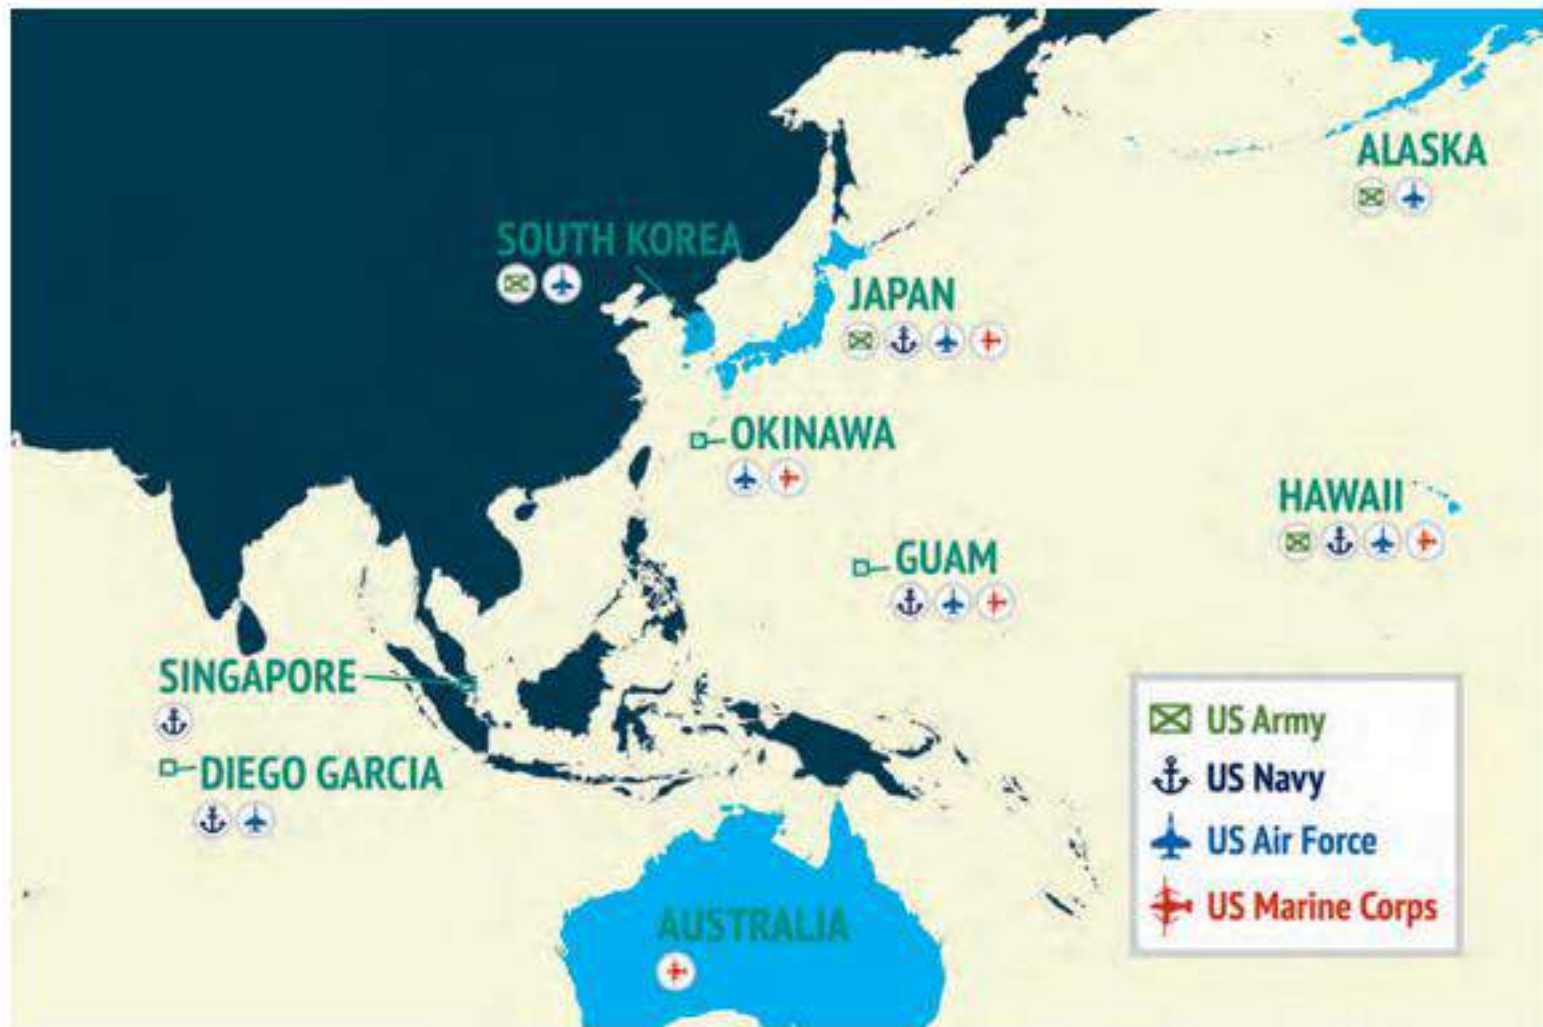 ALASKA
SOUTH KOREA
JAPAN
OKINAWA
HAWAII
GUAM
SINGAPORE
DIEGO GARCIA
AUSTRALIA
US Army
US Navy
US Air Force
US Marine Corps